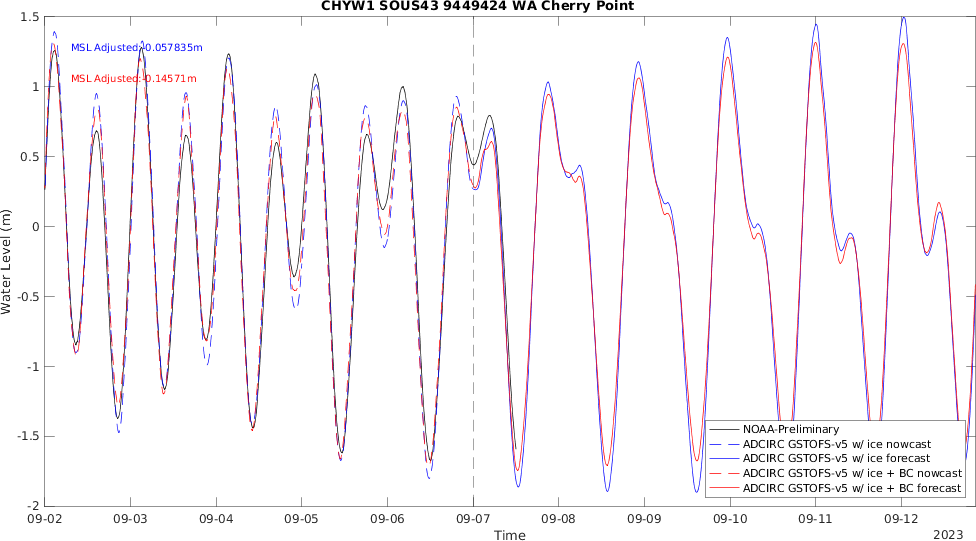 CHYW1 SOUS43 9449424 WA Cherry Point
MSL Adjusted:-0.057835m
MSL Adjusted:-0.14571m
Water Level (m)
1.5
1
0.5
0
-0.5
-1
-1.5
-2
NOAA-Preliminary
ADCIRC GSTOFS-v5 w/ ice nowcast
ADCIRC GSTOFS-v5 w/ ice forecast
ADCIRC GSTOFS-v5 w/ ice + BC nowcast
ADCIRC GSTOFS-v5 w/ ice + BC forecast
09-02 09-03 09-04 09-05 09-06 09-07 09-08 09-09 09-10 09-11 09-12
Time
2023